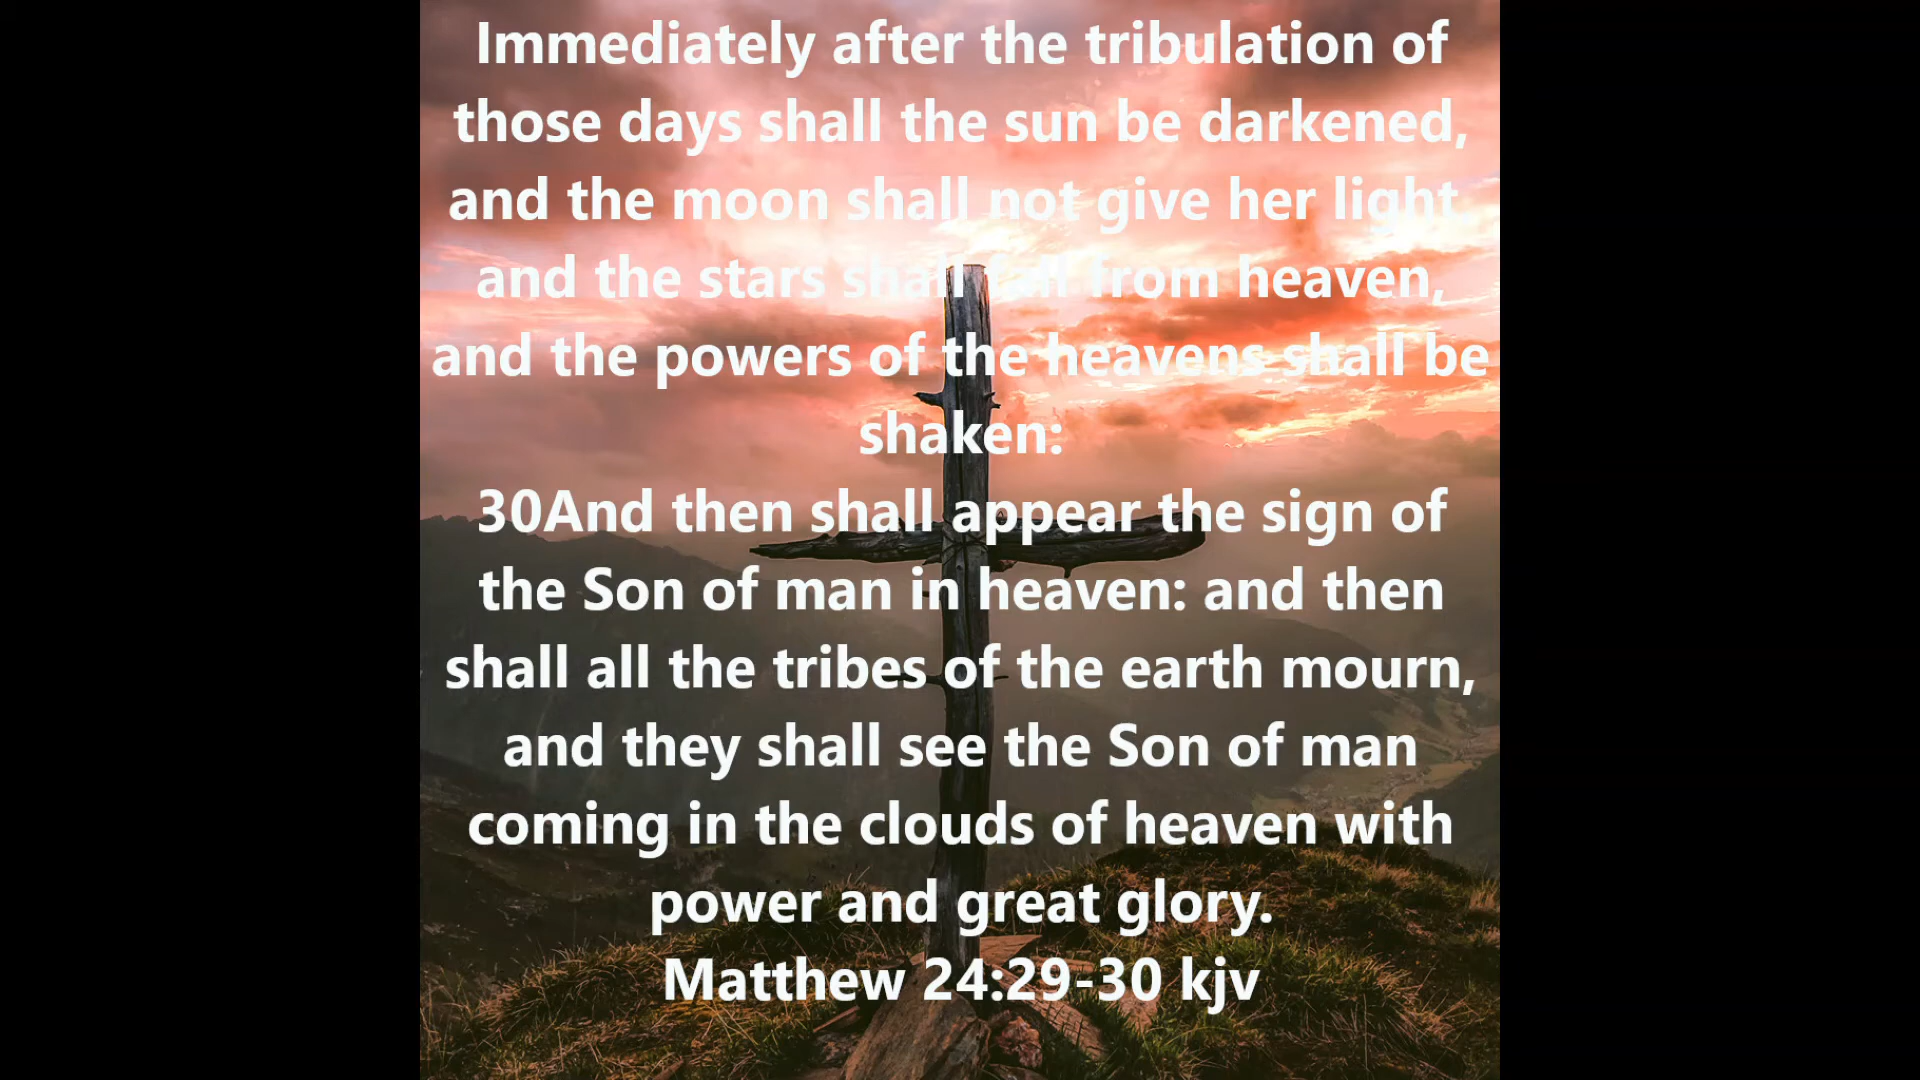 Immediately after the tribulation of
those days shall the sun be darkened,
and the moon shall not give her light,
and the stars shall fall from heaven,
and the powers of the heavens shall be
shaken:
30And then shall appear the sign of
the Son of man in heaven: and then
shall all the tribes of the earth mourn,
and they shall see the Son of man
coming in the clouds of heaven with
power and great glory.
Matthew 24:29-30 kjv